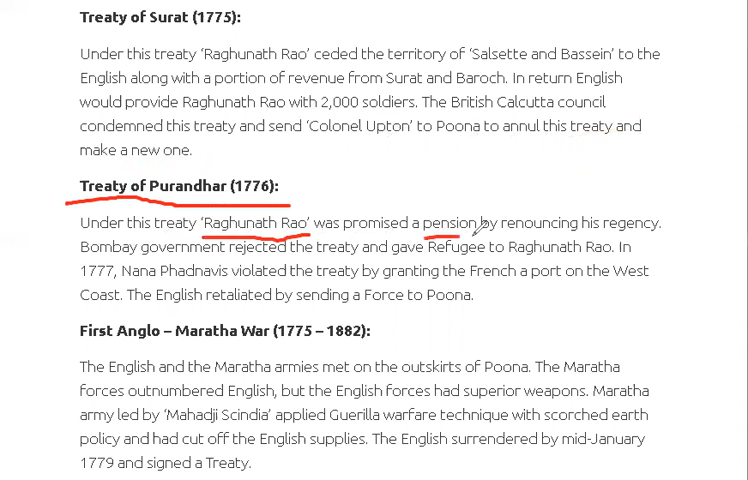 Treaty of Surat (1775):
Under this treaty ‘Raghunath Rao’ ceded the territory of ‘Salsette and Bassein’ to the
English along with a portion of revenue from Surat and Baroch. In return English
would provide Raghunath Rao with 2,000 soldiers. The British Calcutta council
condemned this treaty and send ‘Colonel Upton’ to Poona to annul this treaty and
make a new one.
Treaty of Purandhar (1776):
Under this treaty ‘Raghunath Rao’ was promised a pension by renouncing his regency.
Bombay government rejected the treaty and gave Refugee to Raghunath Rao. In
1777, Nana Phadnavis violated the treaty by granting the French a port on the West
Coast. The English retaliated by sending a Force to Poona.
First Anglo – Maratha War (1775 – 1882):
The English and the Maratha armies met on the outskirts of Poona. The Maratha
forces outnumbered English, but the English forces had superior weapons. Maratha
army led by ‘Mahadji Scindia’ applied Guerilla warfare technique with scorched earth
policy and had cut off the English supplies. The English surrendered by mid-January
1779 and signed a Treaty.